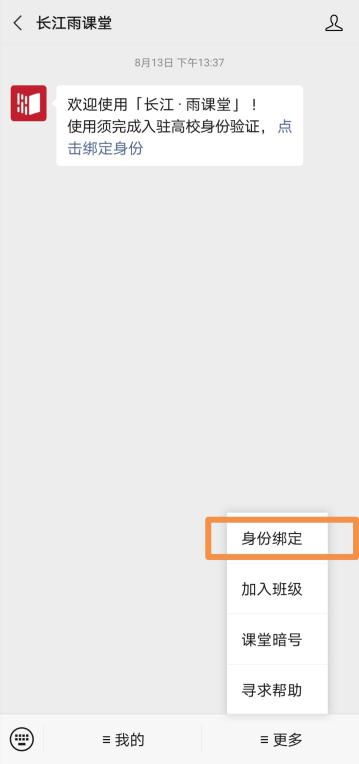 长江雨课堂
8月13日 下午13:37
欢迎使用「长江 · 雨课堂」！
使用须完成入驻高校身份验证，点
击绑定身份
身份绑定
加入班级
课堂暗号
寻求帮助
≡ 我的
≡ 更多